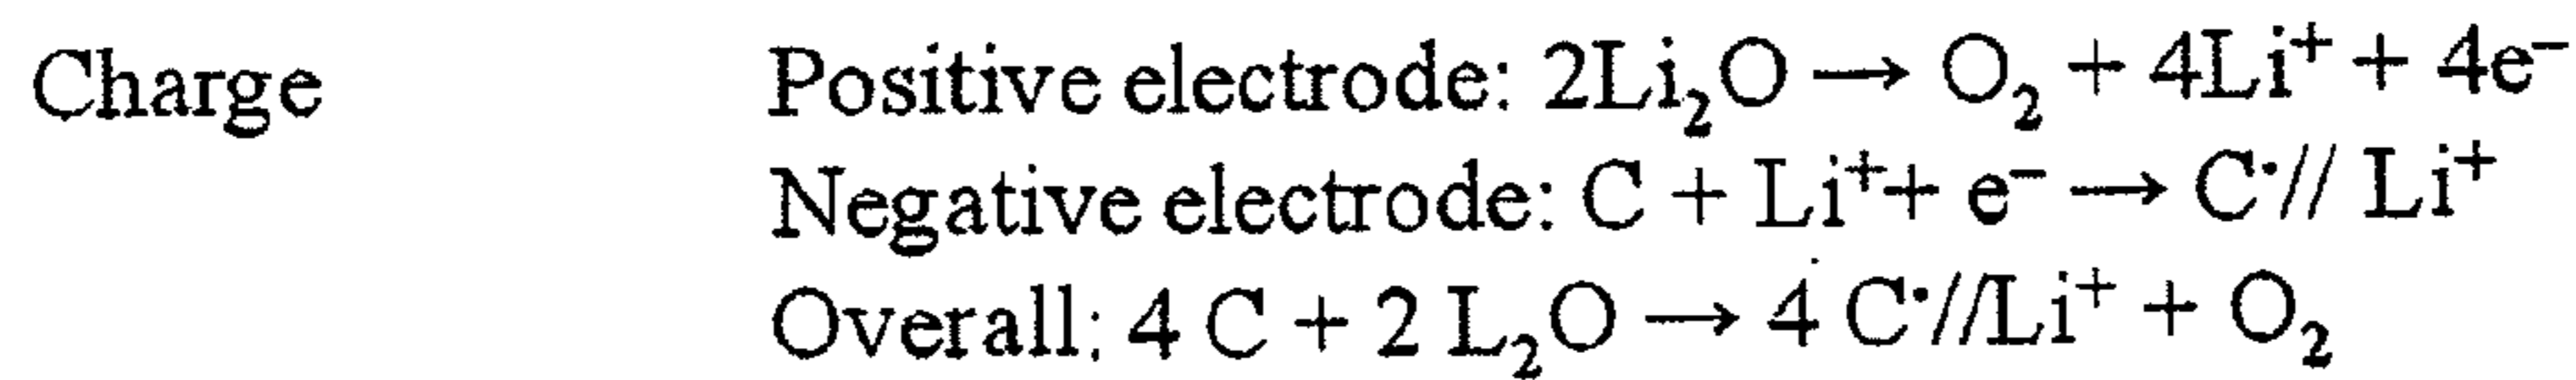 Charge Positive electrode: 2Li₂O → O₂ + 4Li⁺ + 4e⁻
Negative electrode: C + Li⁺+ e⁻ → C·// Li⁺
Overall: 4 C + 2 L₂O → 4 C·//Li⁺ + O₂